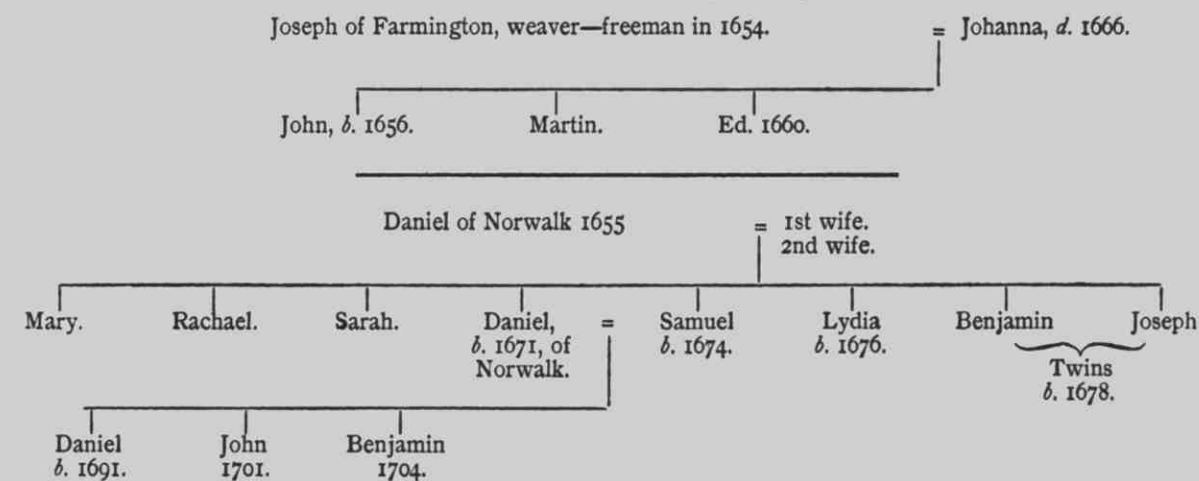 Joseph of Farmington, weaver—freeman in 1654. = Johanna, d. 1666.
John, b. 1656. Martin. Ed. 1660.
Daniel of Norwalk 1655 = 1st wife.
2nd wife.
Mary. Rachael. Sarah. Daniel, = Samuel Lydia Benjamin Joseph
b. 1671, of b. 1674. b. 1676.
Norwalk. Twins
b. 1678.
Daniel John Benjamin
b. 1691. 1701. 1704.